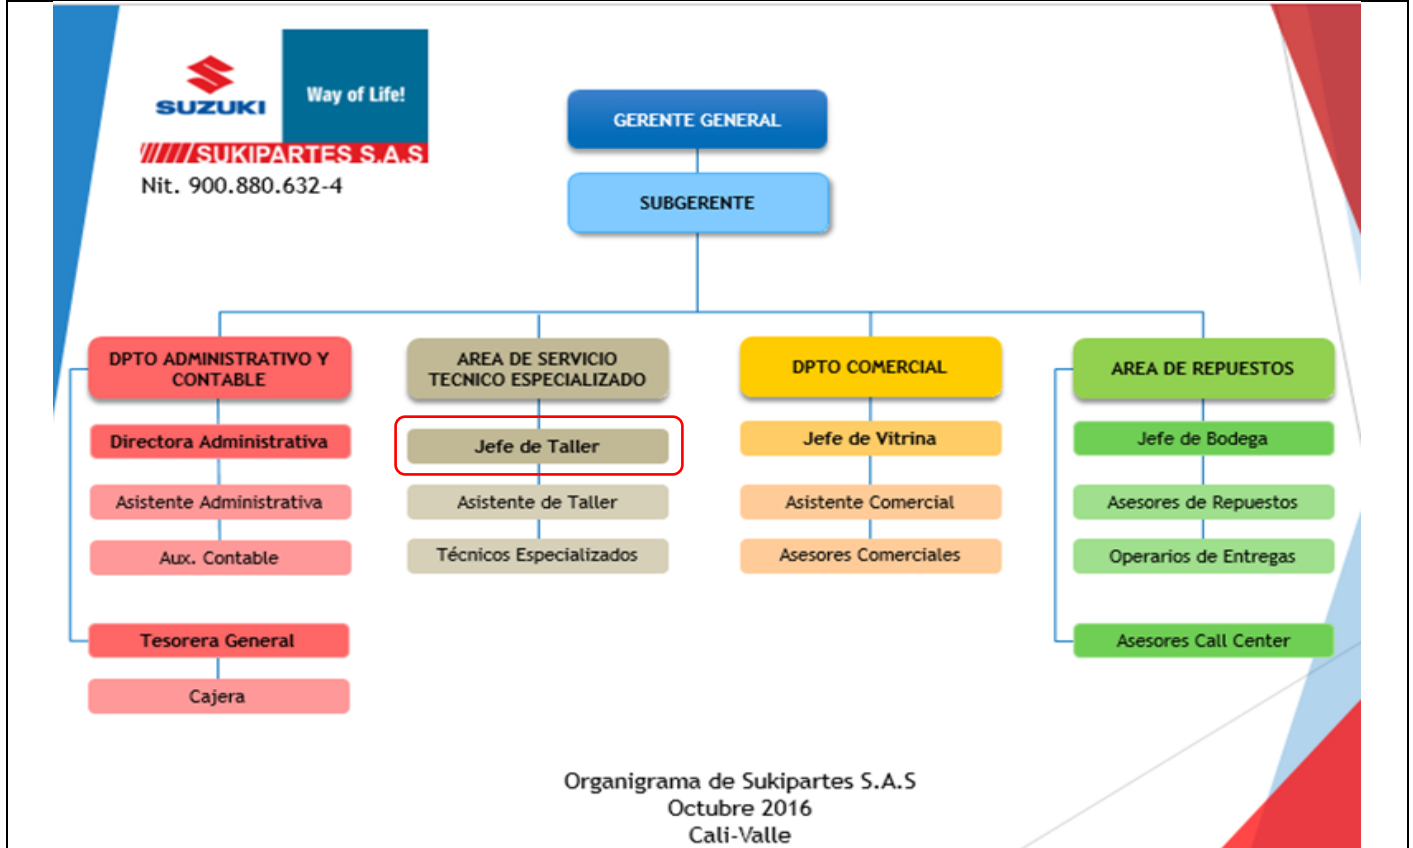 SUZUKI
Way of Life!
SUKIPARTES S.A.S
Nit. 900.880.632-4
GERENTE GENERAL
SUBGERENTE
DPTO ADMINISTRATIVO Y
CONTABLE
Directora Administrativa
Asistente Administrativa
Aux. Contable
Tesorera General
Cajera
AREA DE SERVICIO
TECNICO ESPECIALIZADO
Jefe de Taller
Asistente de Taller
Técnicos Especializados
DPTO COMERCIAL
Jefe de Vitrina
Asistente Comercial
Asesores Comerciales
AREA DE REPUESTOS
Jefe de Bodega
Asesores de Repuestos
Operarios de Entregas
Asesores Call Center
Organigrama de Sukipartes S.A.S
Octubre 2016
Cali-Valle